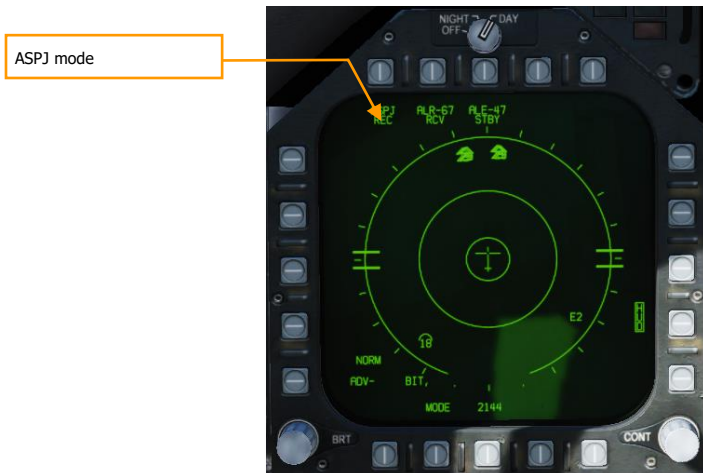 ASPJ mode
NIGHT DAY
OFF
ASPJ ALR-67 ALE-47
REC RCV STBY
E2
HUD
18
NORM
ADV- BIT,
MODE 2144
BRT CONT